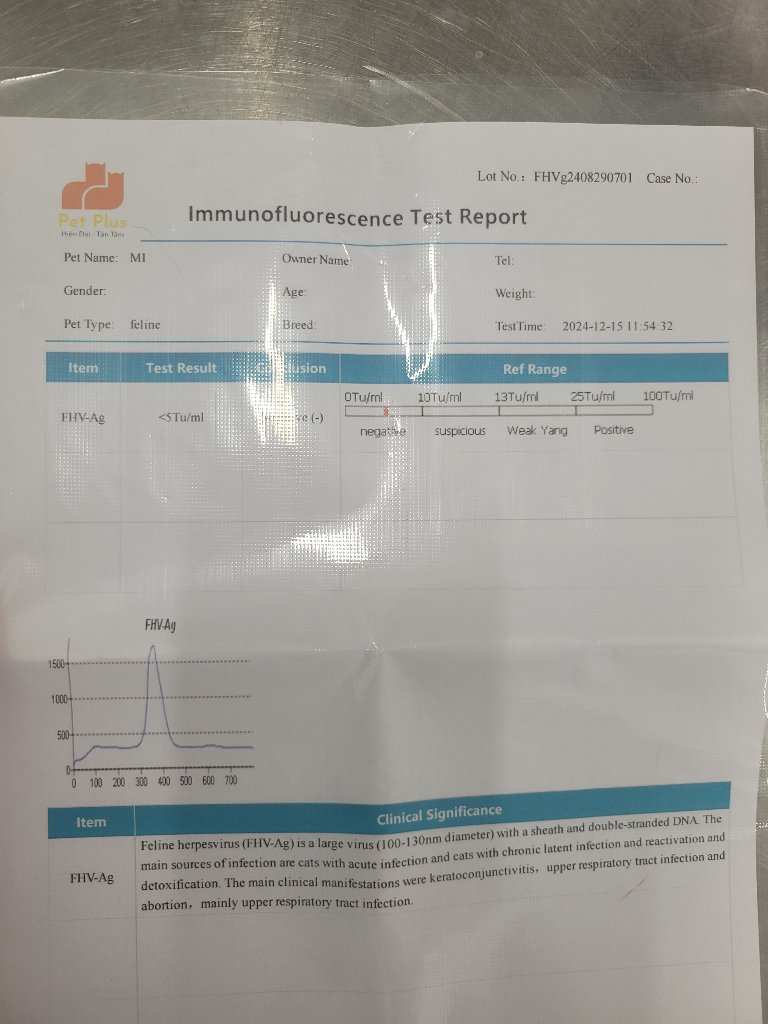 Lot No.: FHVg2408290701 Case No.:
Pet Plus
Hiện Đại - Tận Tâm
Immunofluorescence Test Report
Pet Name: MI Owner Name: Tel:
Gender: Age: Weight:
Pet Type: feline Breed: TestTime: 2024-12-15 11:54:32
Item Test Result Ref Range
0Tu/ml 10Tu/ml 13Tu/ml 25Tu/ml 100Tu/ml
FHV-Ag <5Tu/ml (-)
negative suspicious Weak Yang Positive
FHV-Ag
1500
1000
500
0
0 100 200 300 400 500 600 700
Item Clinical Significance
FHV-Ag
Feline herpesvirus (FHV-Ag) is a large virus (100-130nm diameter) with a sheath and double-stranded DNA. The
main sources of infection are cats with acute infection and cats with chronic latent infection and reactivation and
detoxification. The main clinical manifestations were keratoconjunctivitis, upper respiratory tract infection and
abortion, mainly upper respiratory tract infection.